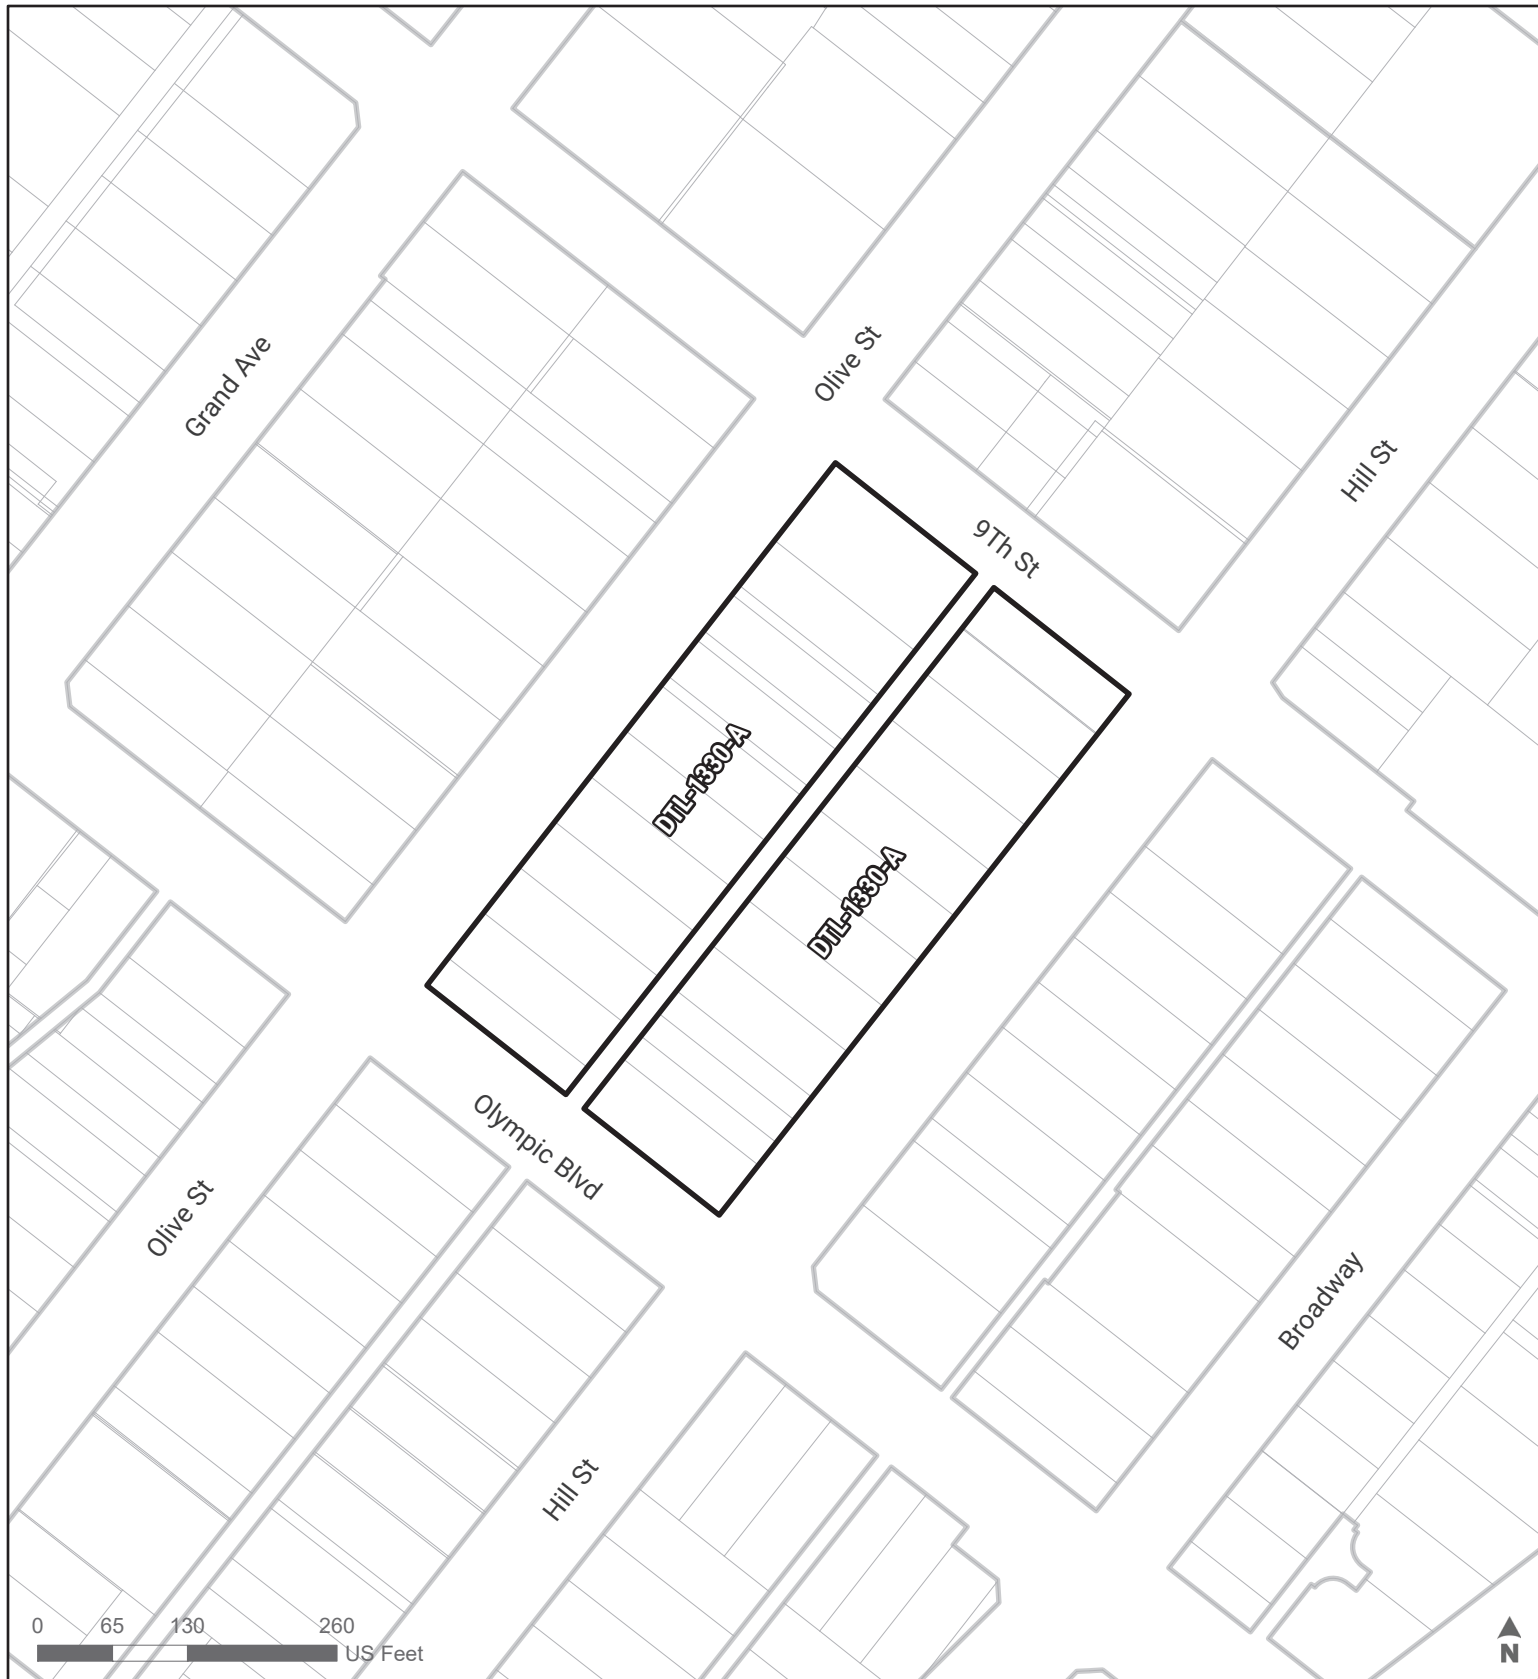 Olive St
Grand Ave
Hill St
9Th St
DTL-1330-A
DTL-1330-A
Olympic Blvd
Olive St
Broadway
Hill St
0 65 130 260
US Feet
N